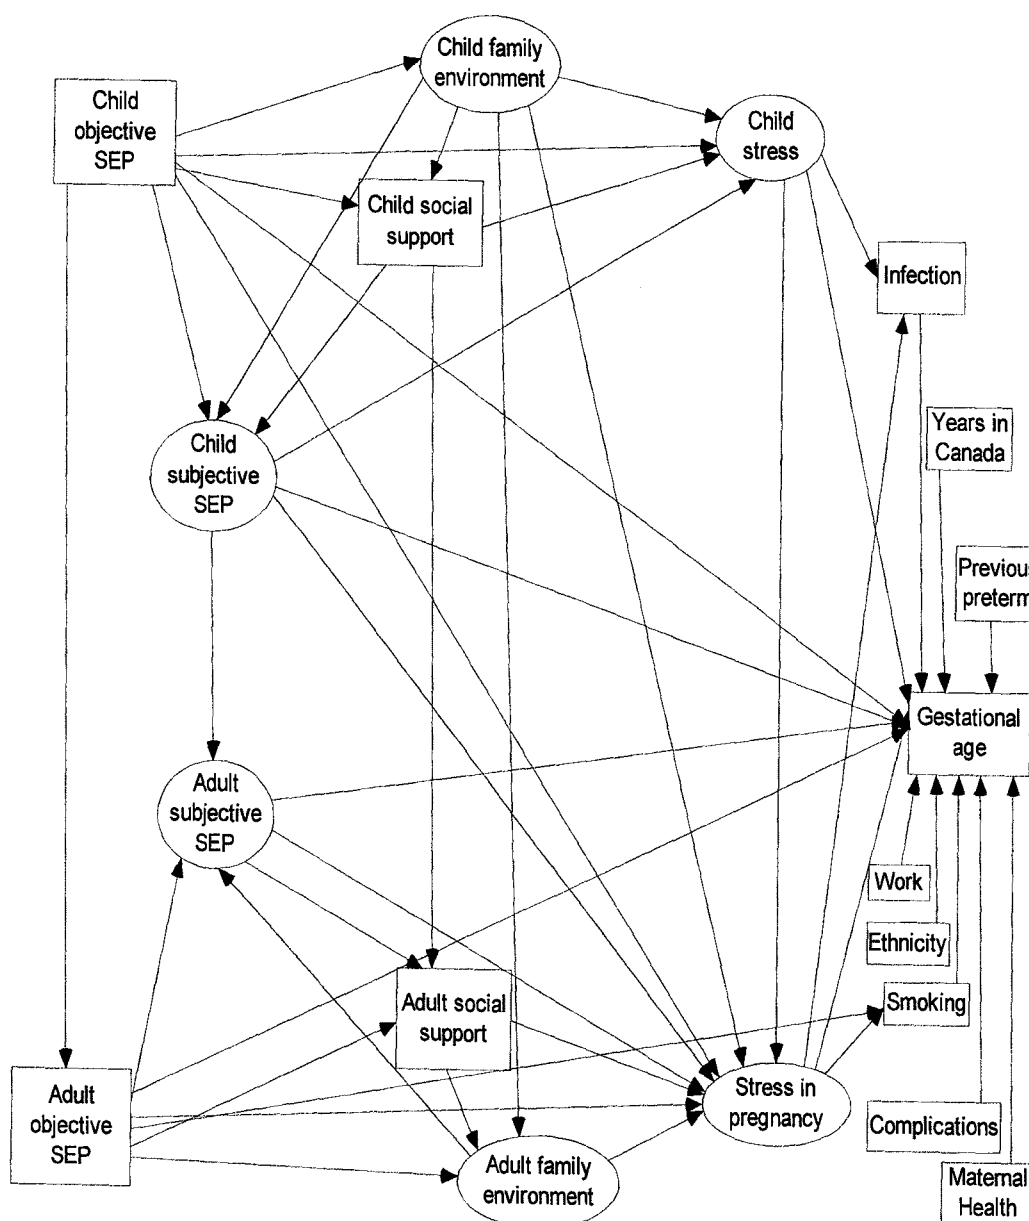 Child family
environment
Child
objective
SEP
Child
stress
Child social
support
Infection
Years in
Canada
Child
subjective
SEP
Previous
preterm
Gestational
age
Adult
subjective
SEP
Work
Ethnicity
Smoking
Adult social
support
Stress in
pregnancy
Adult
objective
SEP
Complications
Adult family
environment
Maternal
Health